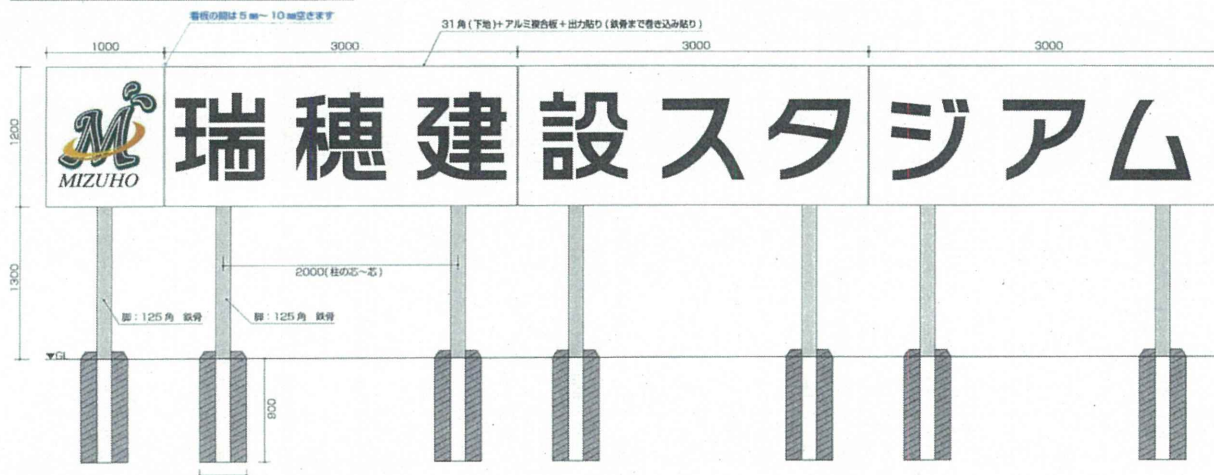 看板の間は5㎜～10㎜空きます
31角(下地)+アルミ複合板+出力貼り(鉄骨まで巻き込み貼り)
1000
3000
3000
3000
1200
M
MIZUHO
瑞穂建設スタジアム
1300
2000(柱の芯～芯)
脚：125角 鉄骨
脚：125角 鉄骨
▼GL